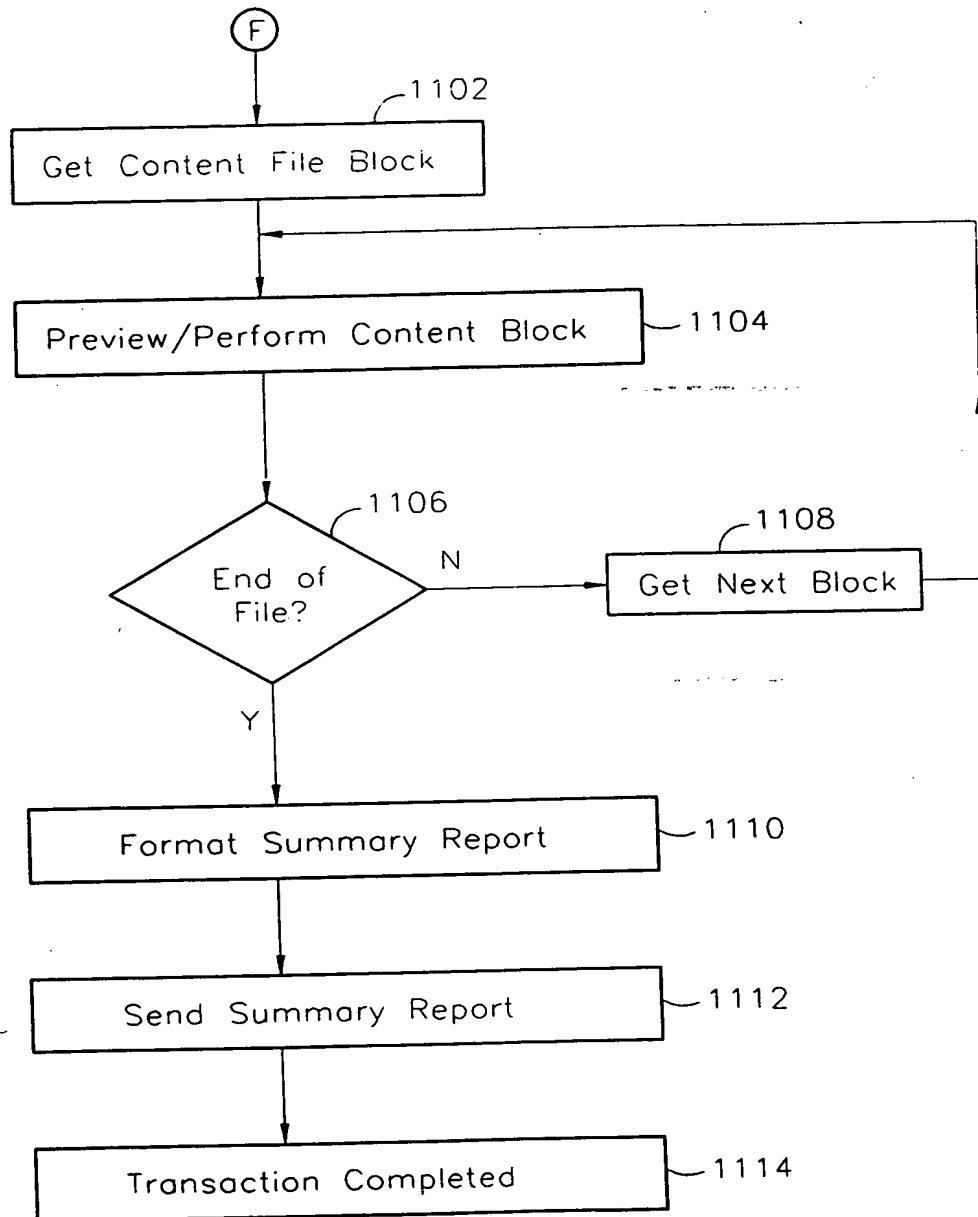 F
1102
Get Content File Block
Preview/Perform Content Block
1104
1106
End of
File?
N
1108
Get Next Block
Y
Format Summary Report
1110
Send Summary Report
1112
Transaction Completed
1114